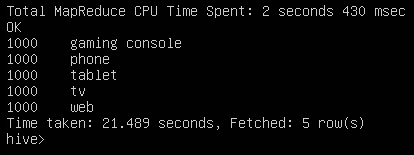 Total MapReduce CPU Time Spent: 2 seconds 430 msec
OK
1000    gaming console
1000    phone
1000    tablet
1000    tv
1000    web
Time taken: 21.489 seconds, Fetched: 5 row(s)
hive>